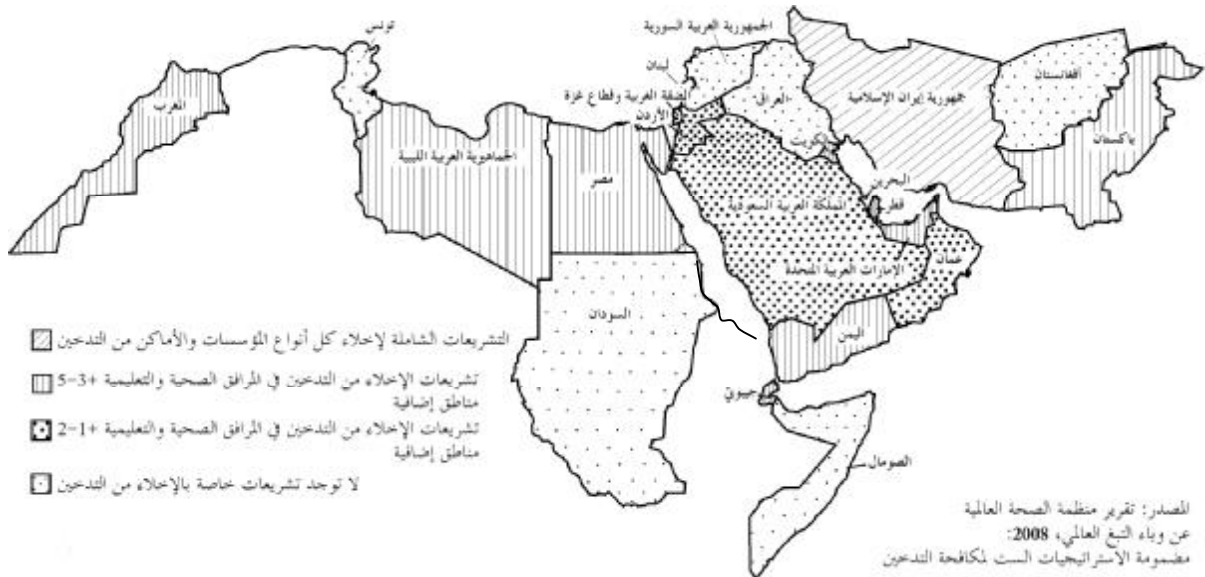 تونس
الجمهورية العربية السورية
لبنان
المغرب
الضفة الغربية وقطاع غزة
العراق
جمهورية إيران الإسلامية
أفغانستان
الأردن
باكستان
الكويت
الجماهيرية العربية الليبية
مصر
البحرين
المملكة العربية السعودية
قطر
الإمارات العربية المتحدة
عمان
السودان
اليمن
جيبوتي
الصومال
التشريعات الشاملة لإخلاء كل أنواع المؤسسات والأماكن من التدخين
تشريعات الإخلاء من التدخين في المرافق الصحية والتعليمية +3-5
مناطق إضافية
تشريعات الإخلاء من التدخين في المرافق الصحية والتعليمية +1-2
مناطق إضافية
لا توجد تشريعات خاصة بالإخلاء من التدخين
المصدر: تقرير منظمة الصحة العالمية
عن وباء التبغ العالمي، 2008:
مضمومة الاستراتيجيات الست لمكافحة التدخين